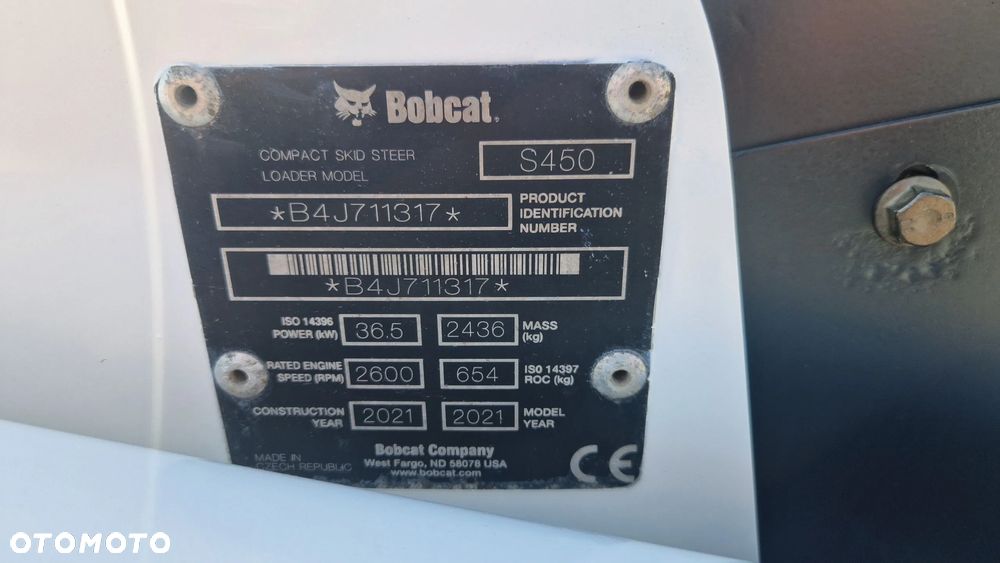 Bobcat®
COMPACT SKID STEER
LOADER MODEL
S450
*B4J711317*
PRODUCT
IDENTIFICATION
NUMBER
*B4J711317*
ISO 14396
POWER (kW)
36.5
2436
MASS
(kg)
RATED ENGINE
SPEED (RPM)
2600
654
ISO 14397
ROC (kg)
CONSTRUCTION
YEAR
2021
2021
MODEL
YEAR
MADE IN
CZECH REPUBLIC
Bobcat Company
West Fargo, ND 58078 USA
www.bobcat.com
CE
OTOMOTO